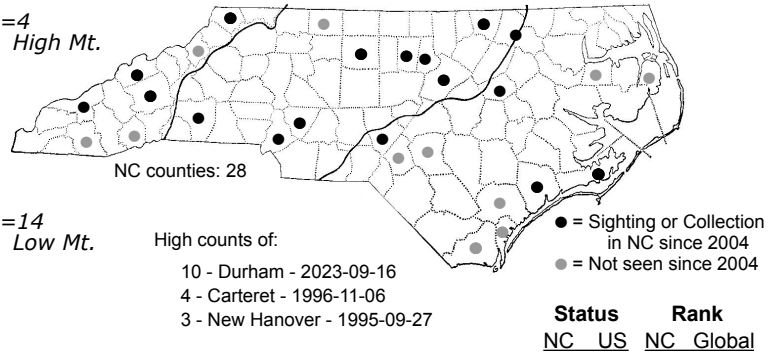 =4
High Mt.
NC counties: 28
=14
Low Mt.
High counts of:
10 - Durham - 2023-09-16
4 - Carteret - 1996-11-06
3 - New Hanover - 1995-09-27
= Sighting or Collection
in NC since 2004
= Not seen since 2004
Status Rank
NC US NC Global